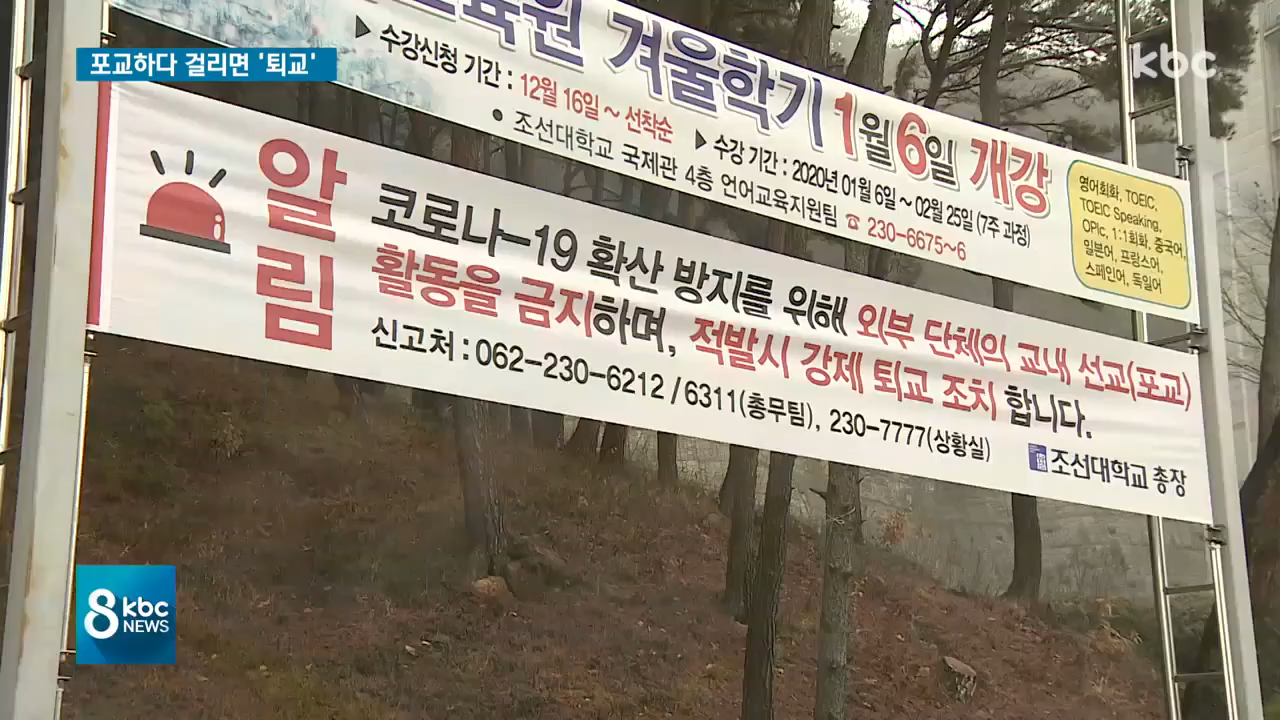 포교하다 걸리면 '퇴교'
kbc
육원 겨울학기 1월 6일 개강
▶ 수강신청 기간 : 12월 16일 ~ 선착순 ▶ 수강 기간 : 2020년 01월 6일 ~ 02월 25일 (7주 과정)
• 조선대학교 국제관 4층 언어교육지원팀 ☎ 230-6675~6
영어회화, TOEIC,
TOEIC Speaking,
OPIc, 1:1회화, 중국어,
일본어, 프랑스어,
스페인어, 독일어
알림
코로나-19 확산 방지를 위해 외부 단체의 교내 선교(포교)
활동을 금지하며, 적발시 강제 퇴교 조치 합니다.
신고처 : 062-230-6212 / 6311(총무팀), 230-7777(상황실)
조선대학교 총장
8 kbc
NEWS